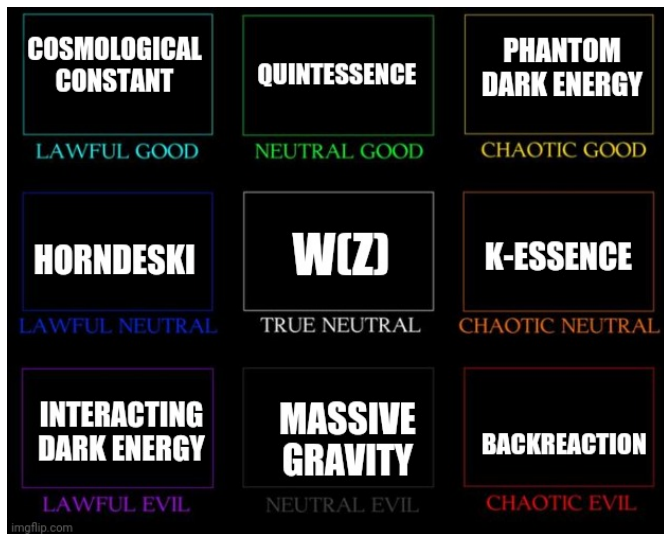 COSMOLOGICAL
CONSTANT
LAWFUL GOOD
QUINTESSENCE
NEUTRAL GOOD
PHANTOM
DARK ENERGY
CHAOTIC GOOD
HORNDESKI
LAWFUL NEUTRAL
W(Z)
TRUE NEUTRAL
K-ESSENCE
CHAOTIC NEUTRAL
INTERACTING
DARK ENERGY
LAWFUL EVIL
MASSIVE
GRAVITY
NEUTRAL EVIL
BACKREACTION
CHAOTIC EVIL
imgflip.com